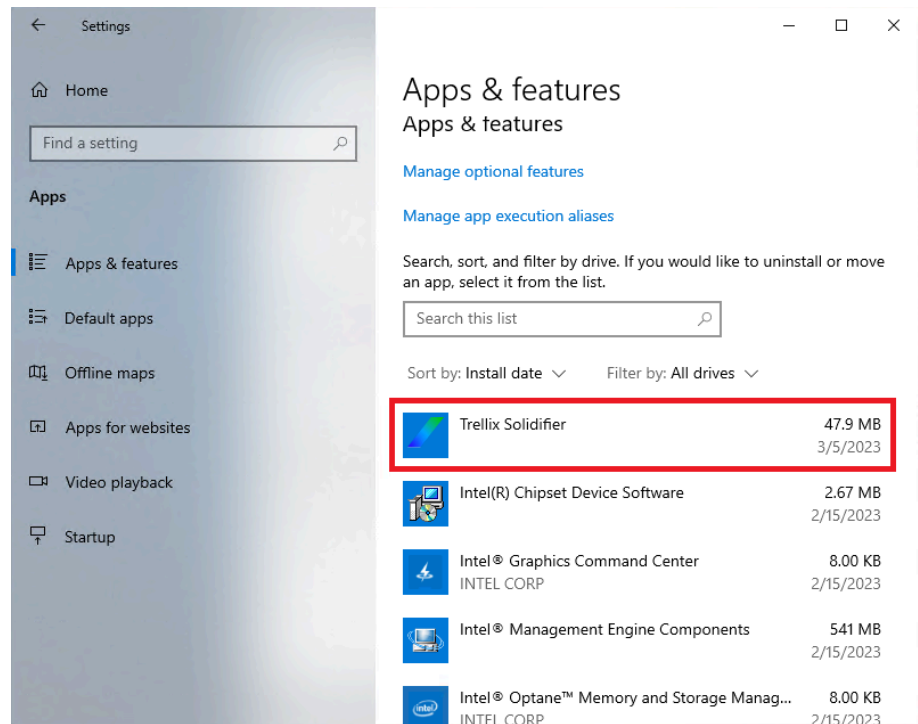 Settings
Home
Find a setting
Apps
Apps & features
Default apps
Offline maps
Apps for websites
Video playback
Startup
Apps & features
Apps & features
Manage optional features
Manage app execution aliases
Search, sort, and filter by drive. If you would like to uninstall or move
an app, select it from the list.
Search this list
Sort by: Install date Filter by: All drives
Trellix Solidifier 47.9 MB
3/5/2023
Intel(R) Chipset Device Software 2.67 MB
2/15/2023
Intel® Graphics Command Center 8.00 KB
INTEL CORP 2/15/2023
Intel® Management Engine Components 541 MB
2/15/2023
Intel® Optane™ Memory and Storage Manag... 8.00 KB
INTEL CORP 2/15/2023